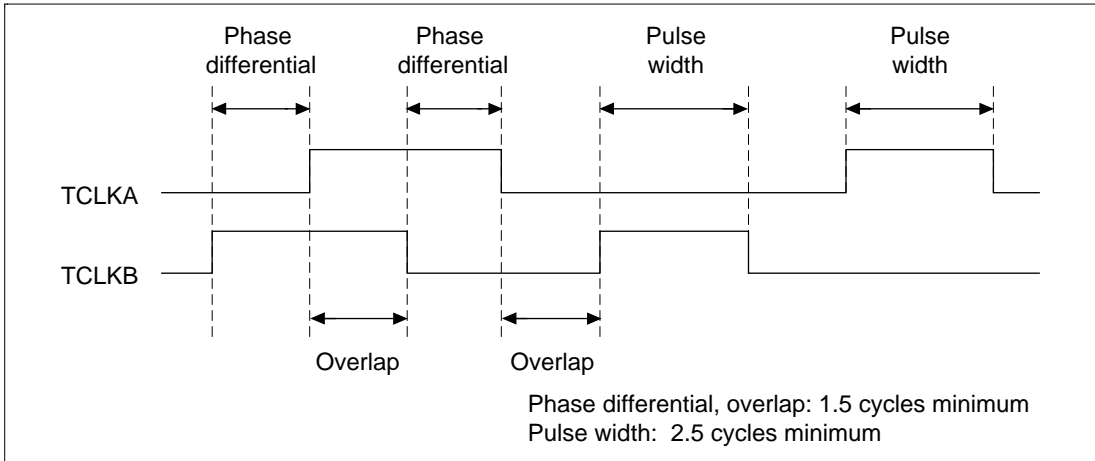 Phase
differential
Phase
differential
Pulse
width
Pulse
width
TCLKA
TCLKB
Overlap
Overlap
Phase differential, overlap: 1.5 cycles minimum
Pulse width:  2.5 cycles minimum